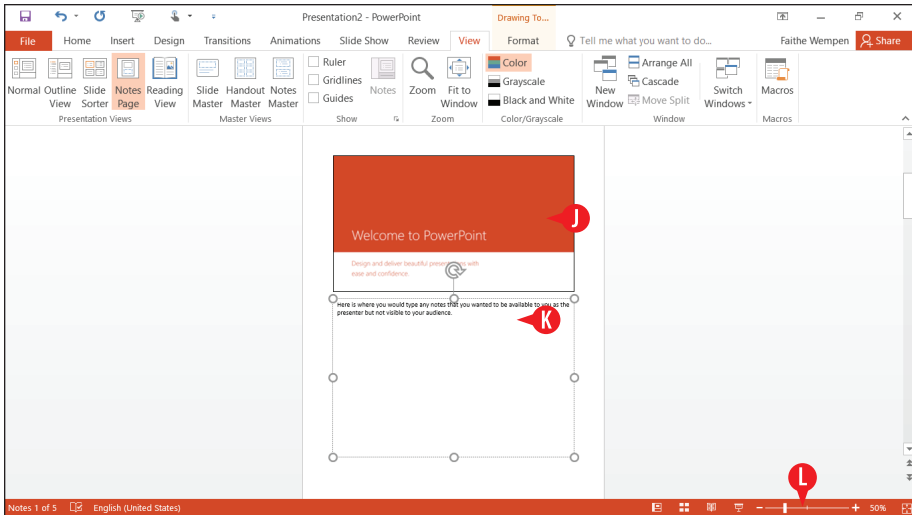 Presentation2 - PowerPoint
Drawing To...
File Home Insert Design Transitions Animations Slide Show Review View Format Tell me what you want to do... Faithe Wempen Share
Normal Outline View Slide Sorter Notes Page Reading View
Presentation Views
Slide Master Handout Master Notes Master
Master Views
Ruler
Gridlines
Guides
Notes
Show
Zoom Fit to Window
Zoom
Color
Grayscale
Black and White
Color/Grayscale
New Window
Arrange All
Cascade
Move Split
Switch Windows
Window
Macros
Macros
J
Welcome to PowerPoint
Design and deliver beautiful presentations with
ease and confidence.
Here is where you would type any notes that you wanted to be available to you as the
presenter but not visible to your audience.
K
L
Notes 1 of 5 English (United States) 50%